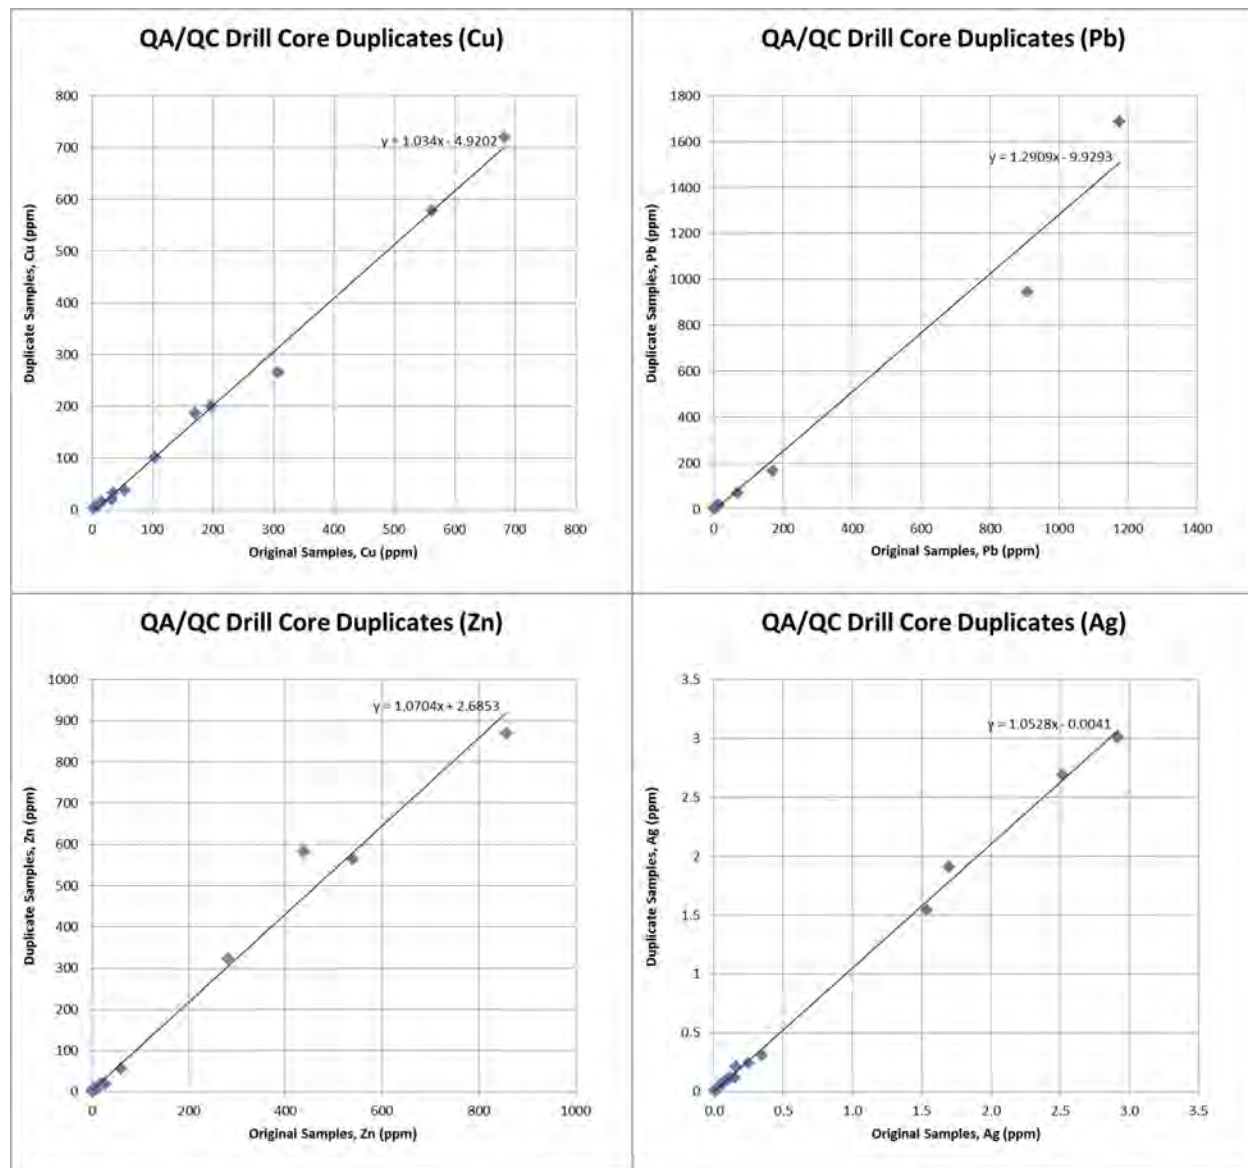 QA/QC Drill Core Duplicates (Cu)
800
700
600
500
400
300
200
100
0
Duplicate Samples, Cu (ppm)
y = 1.034x - 4.9202
0 100 200 300 400 500 600 700 800
Original Samples, Cu (ppm)
QA/QC Drill Core Duplicates (Pb)
1800
1600
1400
1200
1000
800
600
400
200
0
Duplicate Samples, Pb (ppm)
y = 1.2909x - 9.9293
0 200 400 600 800 1000 1200 1400
Original Samples, Pb (ppm)
QA/QC Drill Core Duplicates (Zn)
1000
900
800
700
600
500
400
300
200
100
0
Duplicate Samples, Zn (ppm)
y = 1.0704x + 2.6853
0 200 400 600 800 1000
Original Samples, Zn (ppm)
QA/QC Drill Core Duplicates (Ag)
3.5
3
2.5
2
1.5
1
0.5
0
Duplicate Samples, Ag (ppm)
y = 1.0528x - 0.0041
0.0 0.5 1.0 1.5 2.0 2.5 3.0 3.5
Original Samples, Ag (ppm)